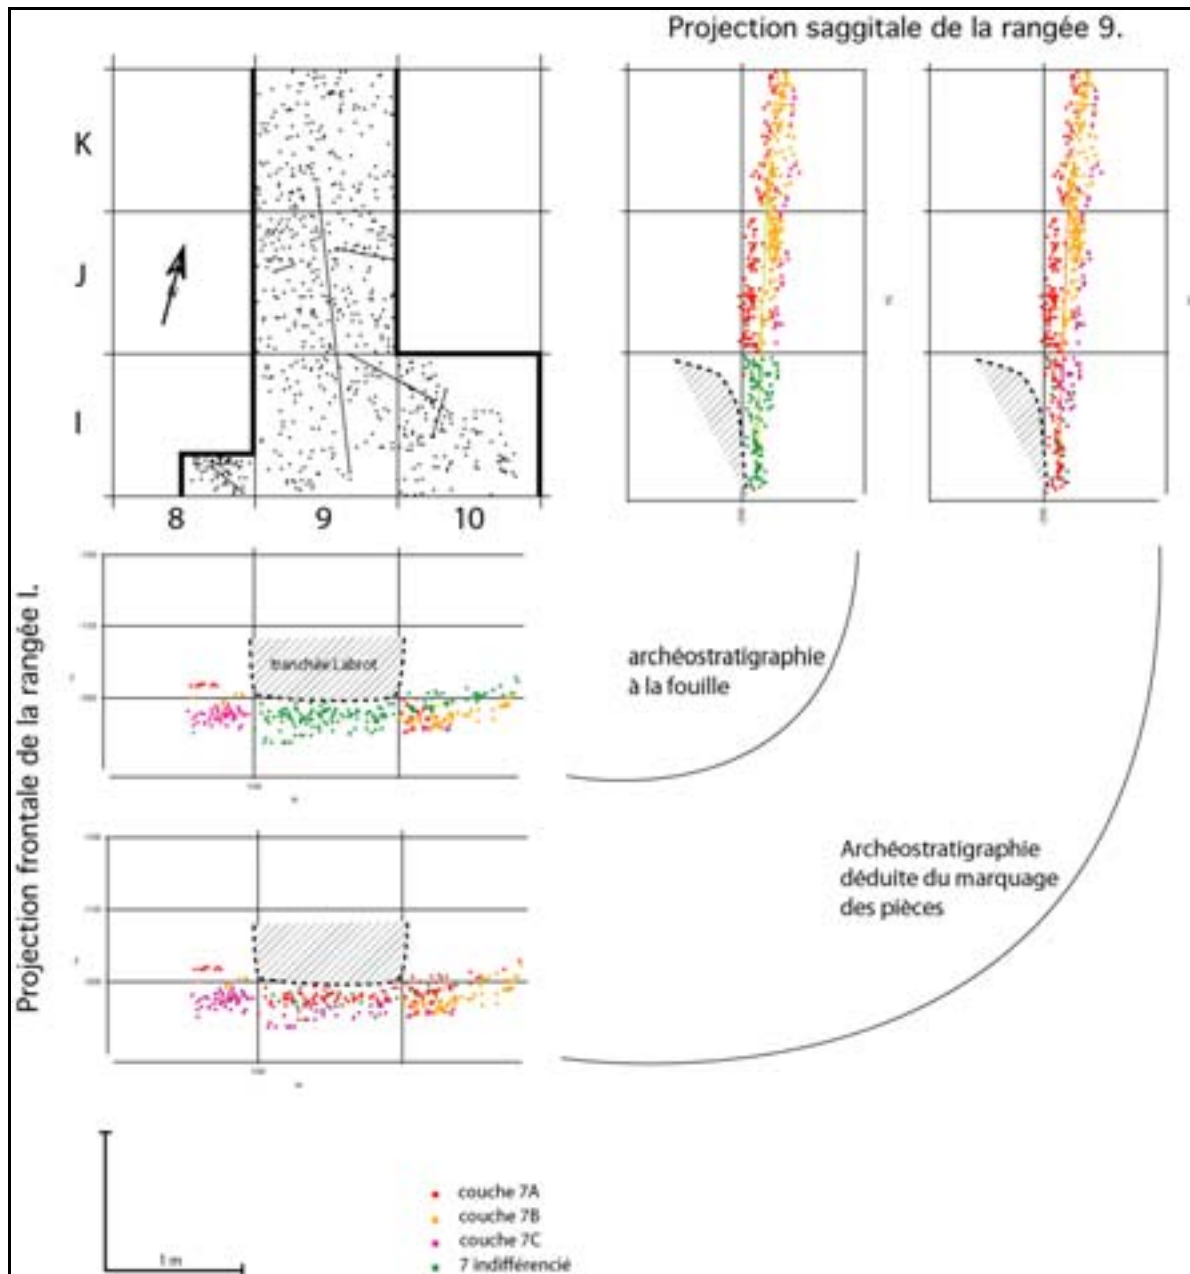 Projection saggitale de la rangée 9.
K
J
I
8
9
10
Projection frontale de la rangée I.
tranchée Labrot
archéostratigraphie
à la fouille
Archéostratigraphie
déduite du marquage
des pièces
1 m
couche 7A
couche 7B
couche 7C
7 indifférencié